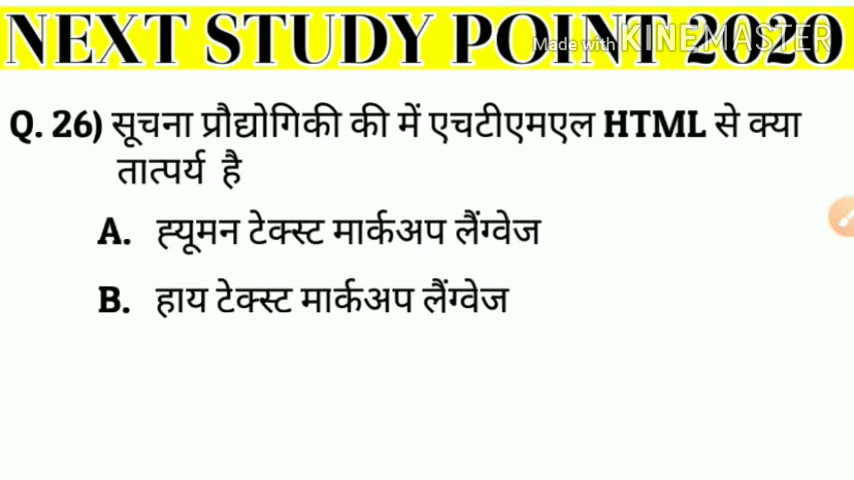 NEXT STUDY POINT 2020
Made with KINEMASTER
Q. 26) सूचना प्रौद्योगिकी की में एचटीएमएल HTML से क्या
तात्पर्य है
A. ह्यूमन टेक्स्ट मार्कअप लैंग्वेज
B. हाय टेक्स्ट मार्कअप लैंग्वेज